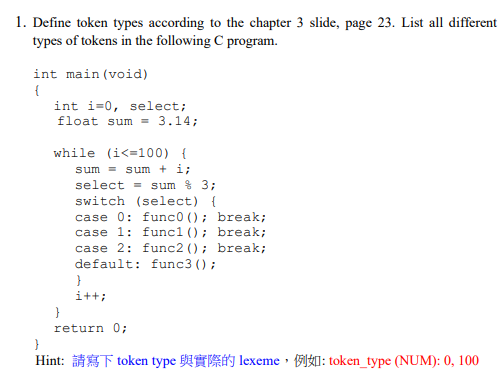 1. Define token types according to the chapter 3 slide, page 23. List all different
types of tokens in the following C program.
int main(void)
{
int i=0, select;
float sum = 3.14;
while (i<=100) {
sum = sum + i;
select = sum % 3;
switch (select) {
case 0: func0(); break;
case 1: func1(); break;
case 2: func2(); break;
default: func3();
}
i++;
}
return 0;
}
Hint: 請寫下 token type 與實際的 lexeme，例如: token_type (NUM): 0, 100